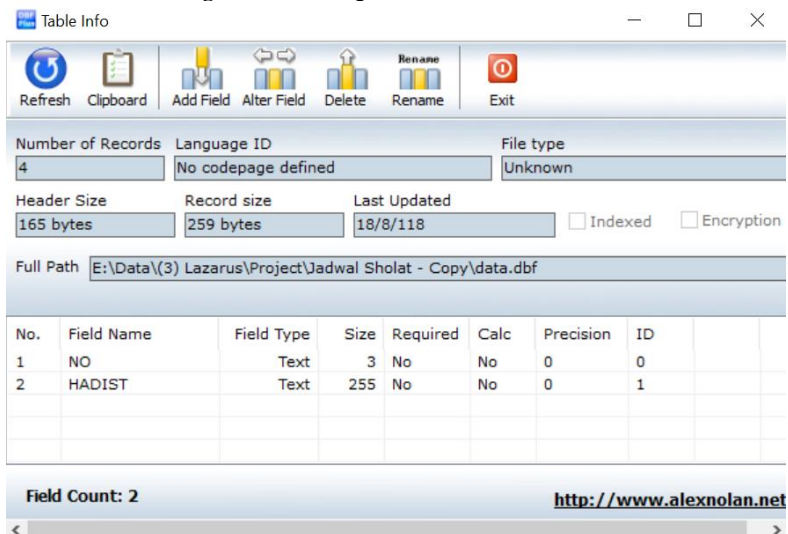 Table Info
Rename
Refresh Clipboard Add Field Alter Field Delete Rename Exit
Number of Records Language ID File type
4 No codepage defined Unknown
Header Size Record size Last Updated
165 bytes 259 bytes 18/8/118 Indexed Encryption
Full Path E:\Data\(3) Lazarus\Project\Jadwal Sholat - Copy\data.dbf
No. Field Name Field Type Size Required Calc Precision ID
1 NO Text 3 No No 0 0
2 HADIST Text 255 No No 0 1
Field Count: 2 http://www.alexnolan.net